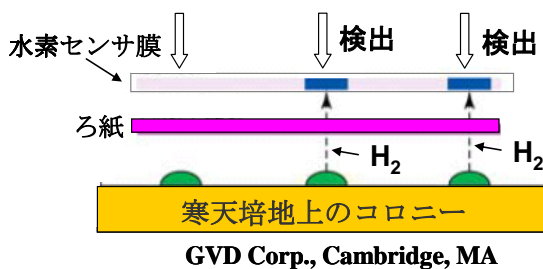 水素センサ膜
検出
検出
ろ紙
H2
H2
寒天培地上のコロニー
GVD Corp., Cambridge, MA